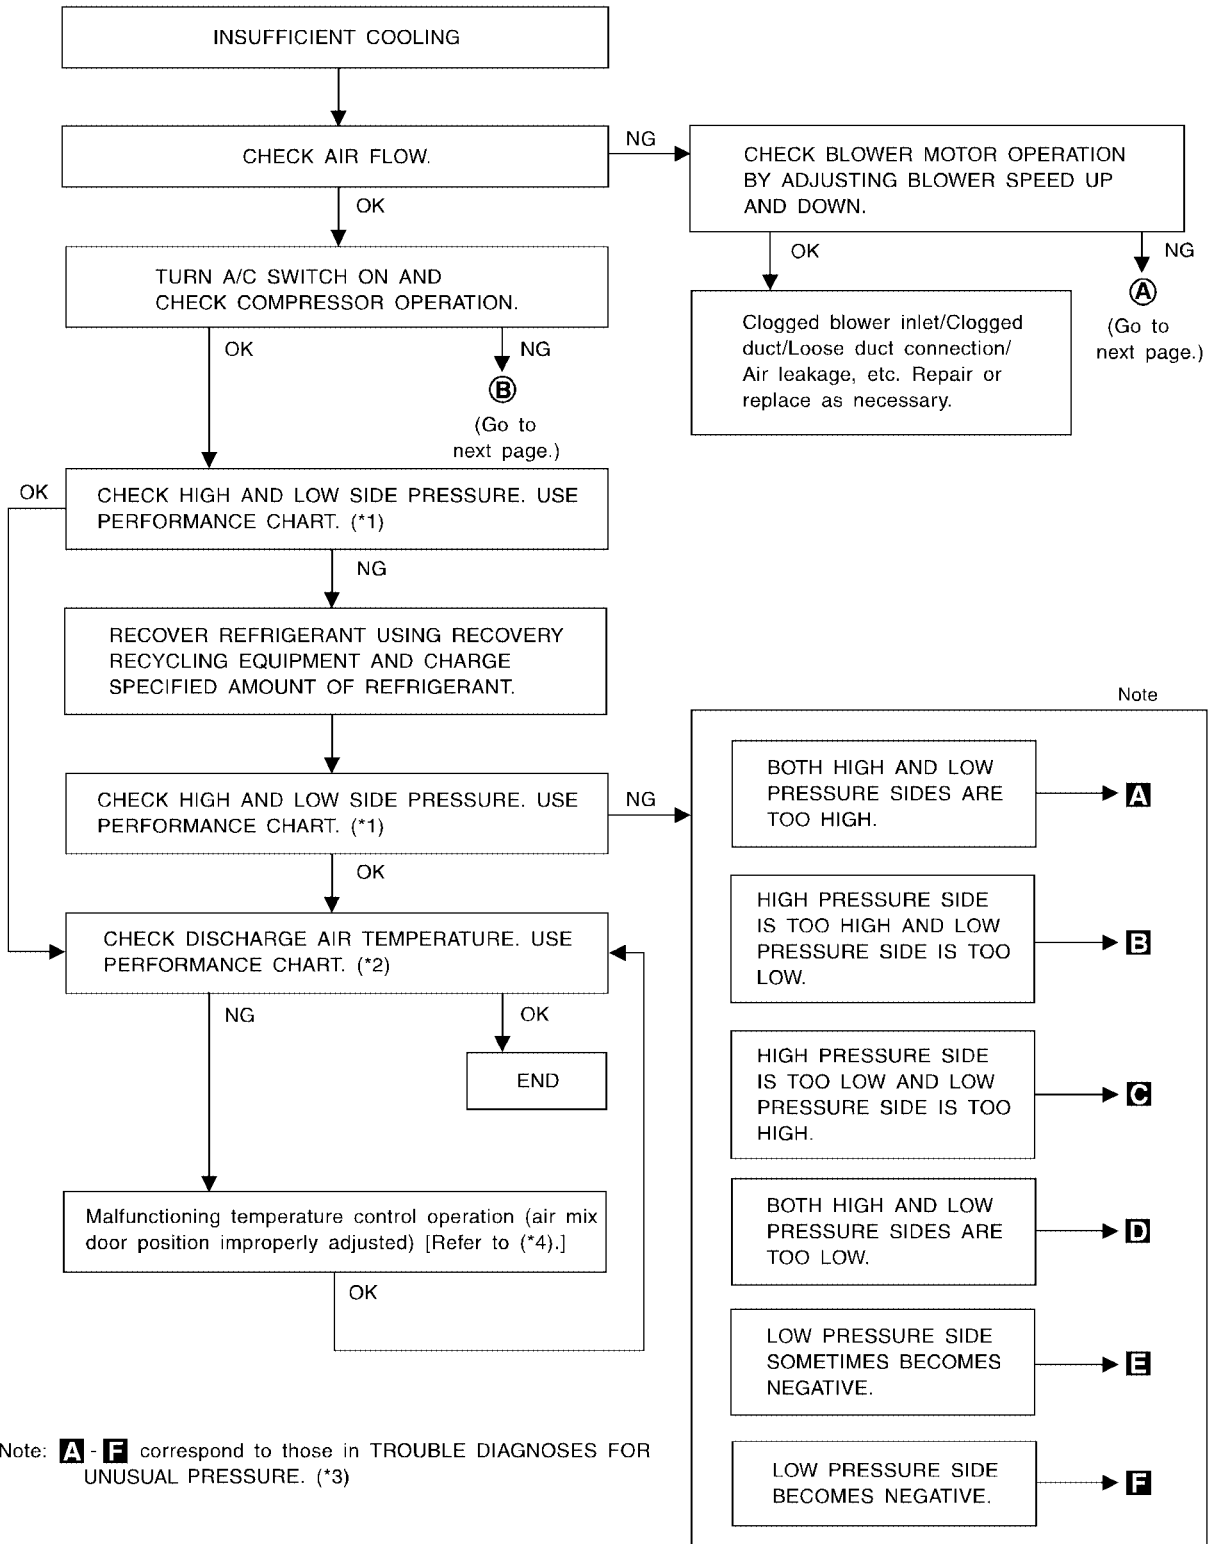 INSUFFICIENT COOLING
CHECK AIR FLOW.
NG
CHECK BLOWER MOTOR OPERATION
BY ADJUSTING BLOWER SPEED UP
AND DOWN.
OK
OK
NG
TURN A/C SWITCH ON AND
CHECK COMPRESSOR OPERATION.
Clogged blower inlet/Clogged
duct/Loose duct connection/
Air leakage, etc. Repair or
replace as necessary.
A
(Go to
next page.)
OK
NG
B
(Go to
next page.)
OK
CHECK HIGH AND LOW SIDE PRESSURE. USE
PERFORMANCE CHART. (*1)
NG
RECOVER REFRIGERANT USING RECOVERY
RECYCLING EQUIPMENT AND CHARGE
SPECIFIED AMOUNT OF REFRIGERANT.
CHECK HIGH AND LOW SIDE PRESSURE. USE
PERFORMANCE CHART. (*1)
NG
OK
CHECK DISCHARGE AIR TEMPERATURE. USE
PERFORMANCE CHART. (*2)
NG
OK
END
Malfunctioning temperature control operation (air mix
door position improperly adjusted) [Refer to (*4).]
OK
Note
BOTH HIGH AND LOW
PRESSURE SIDES ARE
TOO HIGH.
A
HIGH PRESSURE SIDE
IS TOO HIGH AND LOW
PRESSURE SIDE IS TOO
LOW.
B
HIGH PRESSURE SIDE
IS TOO LOW AND LOW
PRESSURE SIDE IS TOO
HIGH.
C
BOTH HIGH AND LOW
PRESSURE SIDES ARE
TOO LOW.
D
LOW PRESSURE SIDE
SOMETIMES BECOMES
NEGATIVE.
E
LOW PRESSURE SIDE
BECOMES NEGATIVE.
F
Note: A - F correspond to those in TROUBLE DIAGNOSES FOR
UNUSUAL PRESSURE. (*3)